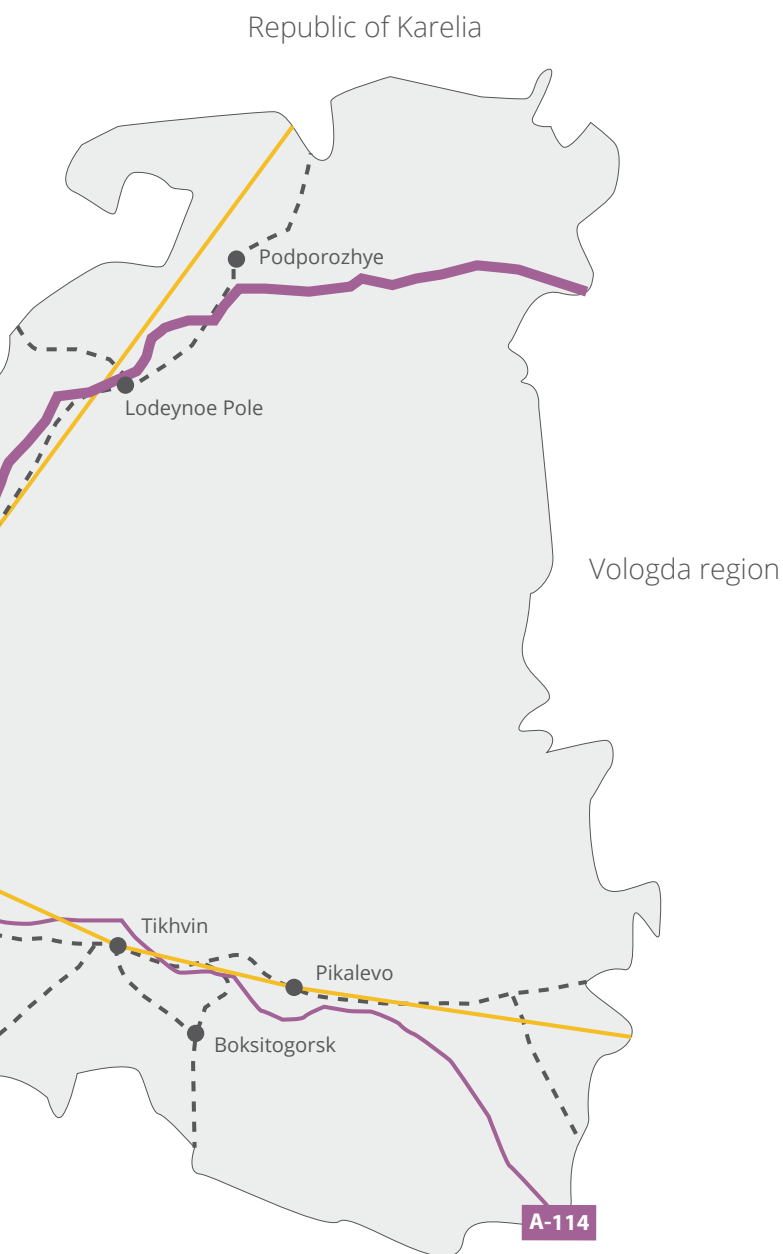 Republic of Karelia
Podporozhye
Lodeynoe Pole
Vologda region
Tikhvin
Pikalevo
Boksitogorsk
A-114